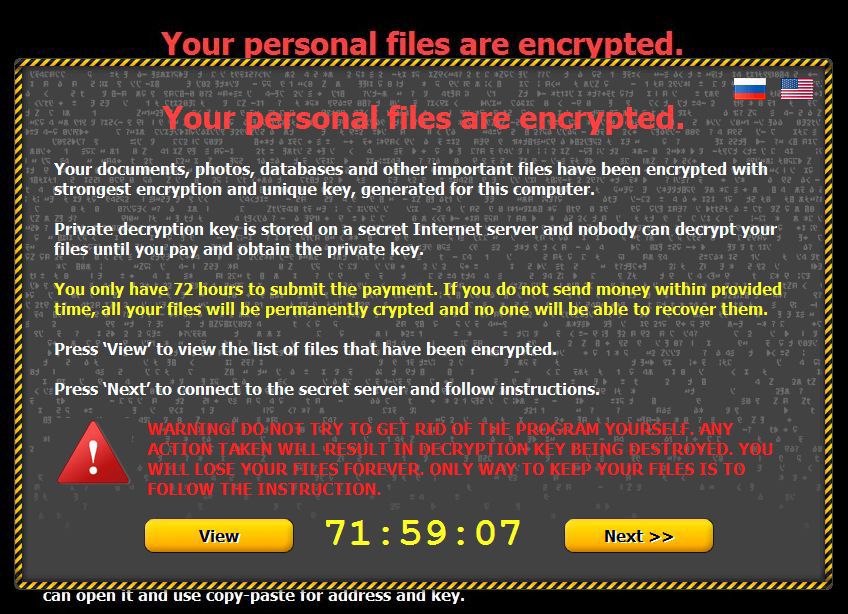 Your personal files are encrypted.
Your personal files are encrypted.
Your documents, photos, databases and other important files have been encrypted with
strongest encryption and unique key, generated for this computer.
Private decryption key is stored on a secret Internet server and nobody can decrypt your
files until you pay and obtain the private key.
You only have 72 hours to submit the payment. If you do not send money within provided
time, all your files will be permanently crypted and no one will be able to recover them.
Press ‘View’ to view the list of files that have been encrypted.
Press ‘Next’ to connect to the secret server and follow instructions.
WARNING! DO NOT TRY TO GET RID OF THE PROGRAM YOURSELF. ANY
ACTION TAKEN WILL RESULT IN DECRYPTION KEY BEING DESTROYED. YOU
WILL LOSE YOUR FILES FOREVER. ONLY WAY TO KEEP YOUR FILES IS TO
FOLLOW THE INSTRUCTION.
View 71:59:07 Next >>
can open it and use copy-paste for address and key.